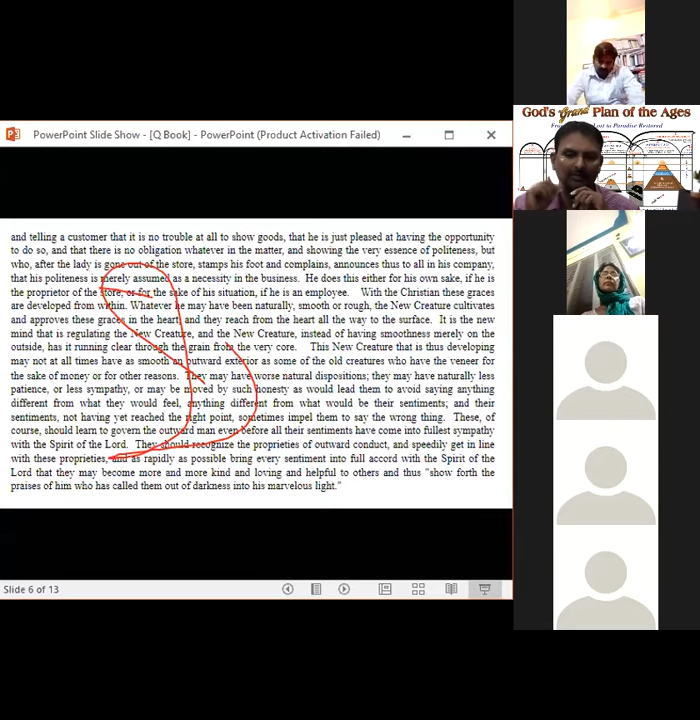 PowerPoint Slide Show - [Q Book] - PowerPoint (Product Activation Failed)
God's Grand Plan of the Ages
Lost to Paradise Restored
and telling a customer that it is no trouble at all to show goods, that he is just pleased at having the opportunity
to do so, and that there is no obligation whatever in the matter, and showing the very essence of politeness, but
who, after the lady is gone out of the store, stamps his foot and complains, announces thus to all in his company,
that his politeness is merely assumed as a necessity in the business. He does this either for his own sake, if he is
the proprietor of the store, or for the sake of his situation, if he is an employee. With the Christian these graces
are developed from within. Whatever he may have been naturally, smooth or rough, the New Creature cultivates
and approves these graces in the heart and they reach from the heart all the way to the surface. It is the new
mind that is regulating the New Creature, and the New Creature, instead of having smoothness merely on the
outside, has it running clear through the grain from the very core. This New Creature that is thus developing
may not at all times have as smooth an outward exterior as some of the old creatures who have the veneer for
the sake of money or for other reasons. They may have worse natural dispositions; they may have naturally less
patience, or less sympathy, or may be moved by such honesty as would lead them to avoid saying anything
different from what they would feel, anything different from what would be their sentiments; and their
sentiments, not having yet reached the right point, sometimes impel them to say the wrong thing. These, of
course, should learn to govern the outward man even before all their sentiments have come into fullest sympathy
with the Spirit of the Lord. They should recognize the proprieties of outward conduct, and speedily get in line
with these proprieties, and as rapidly as possible bring every sentiment into full accord with the Spirit of the
Lord that they may become more and more kind and loving and helpful to others and thus "show forth the
praises of him who has called them out of darkness into his marvelous light."
Slide 6 of 13